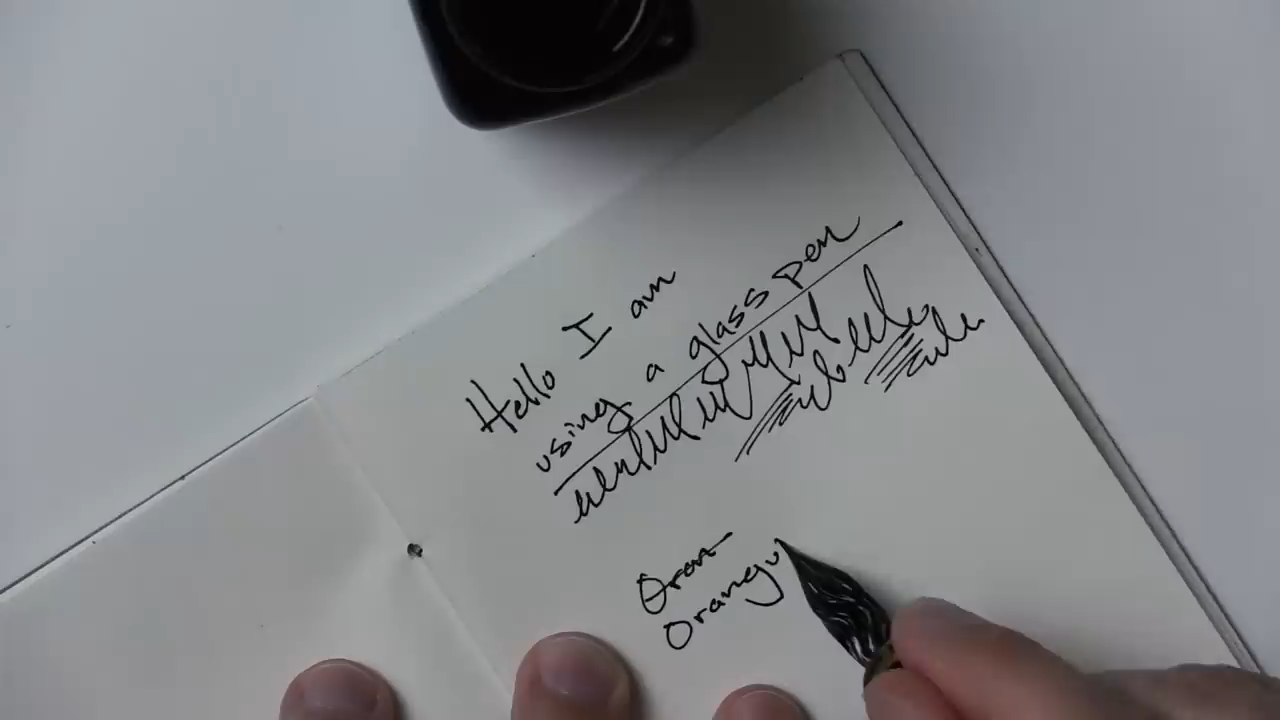 Hello I am
using a glass pen
Oran
Orangu